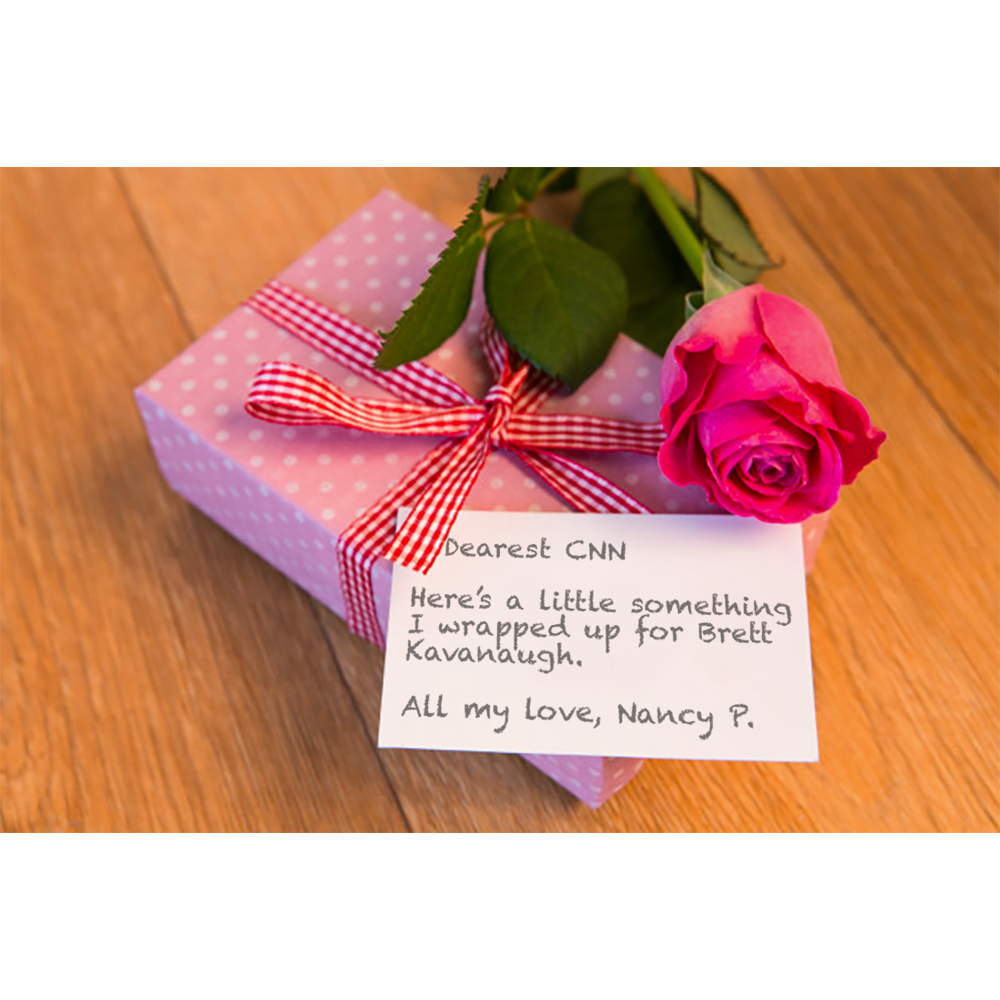 Dearest CNN
Here's a little something
I wrapped up for Brett
Kavanaugh.
All my love, Nancy P.